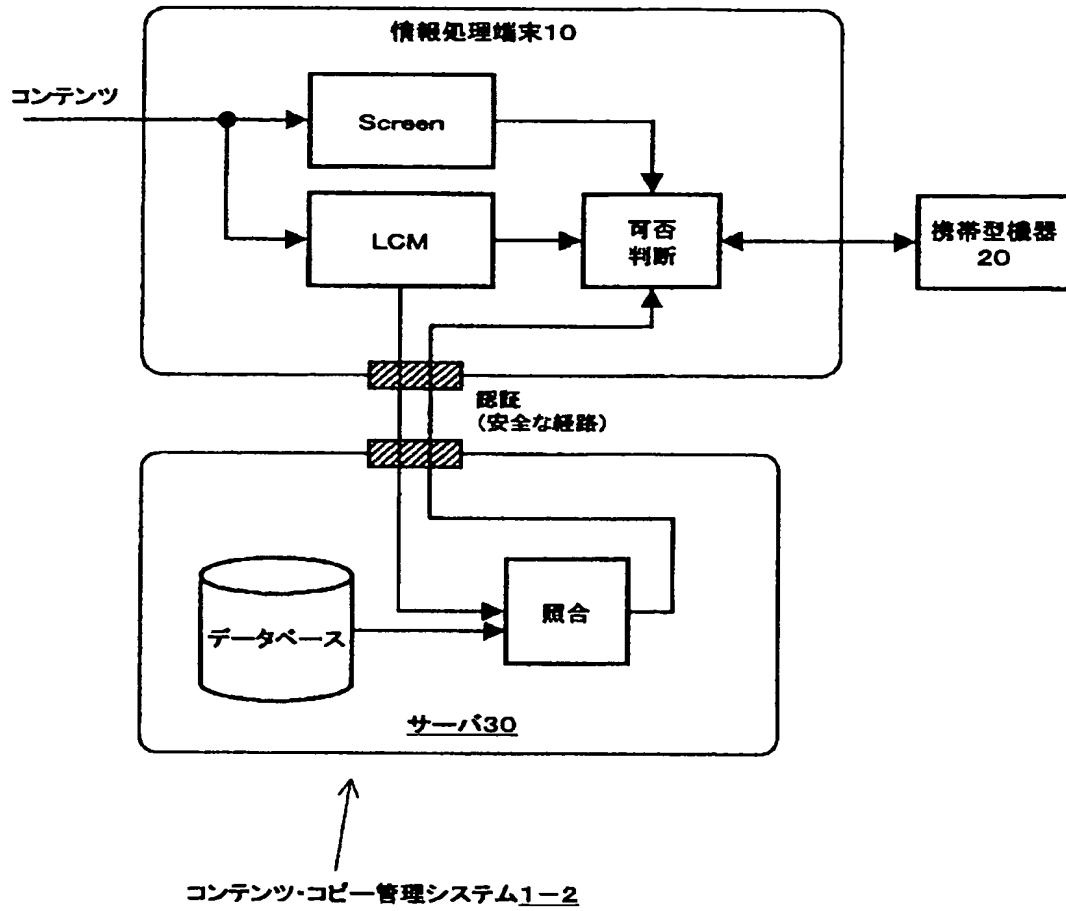 情報処理端末10
コンテンツ
Screen
LCM
可否
判断
携帯型機器
20
認証
(安全な経路)
データベース
照合
サーバ30
コンテンツ・コピー管理システム1-2